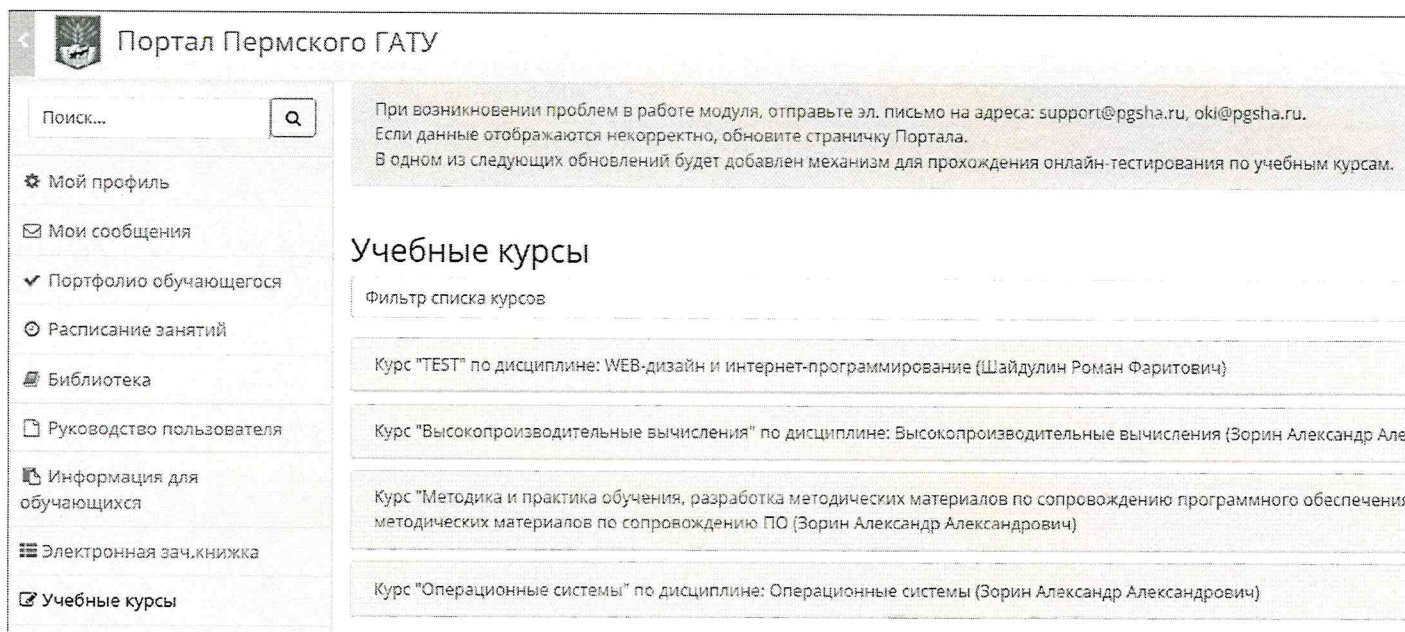 Портал Пермского ГАТУ
Поиск...
Мой профиль
Мои сообщения
Портфолио обучающегося
Расписание занятий
Библиотека
Руководство пользователя
Информация для
обучающихся
Электронная зач.книжка
Учебные курсы
При возникновении проблем в работе модуля, отправьте эл. письмо на адреса: support@pgsha.ru, oki@pgsha.ru.
Если данные отображаются некорректно, обновите страничку Портала.
В одном из следующих обновлений будет добавлен механизм для прохождения онлайн-тестирования по учебным курсам.
Учебные курсы
Фильтр списка курсов
Курс "TEST" по дисциплине: WEB-дизайн и интернет-программирование (Шайдулин Роман Фаритович)
Курс "Высокопроизводительные вычисления" по дисциплине: Высокопроизводительные вычисления (Зорин Александр Але
Курс "Методика и практика обучения, разработка методических материалов по сопровождению программного обеспечения
методических материалов по сопровождению ПО (Зорин Александр Александрович)
Курс "Операционные системы" по дисциплине: Операционные системы (Зорин Александр Александрович)